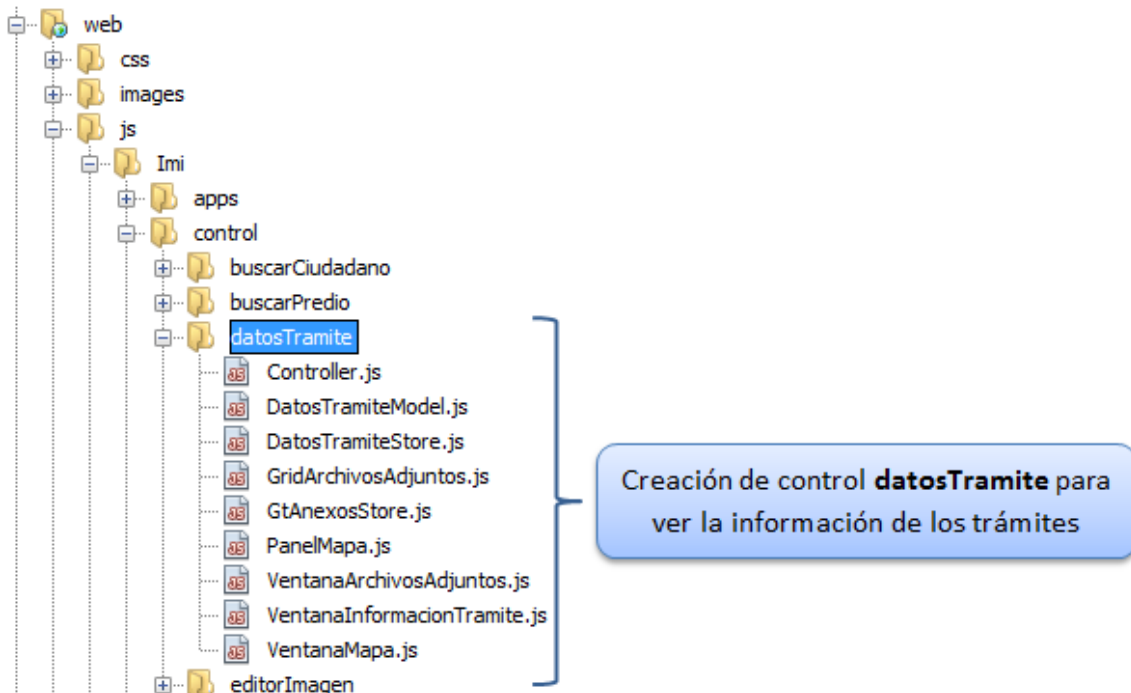 web
css
images
js
Imi
apps
control
buscarCiudadano
buscarPredio
datosTramite
Controller.js
DatosTramiteModel.js
DatosTramiteStore.js
GridArchivosAdjuntos.js
GtAnexosStore.js
PanelMapa.js
VentanaArchivosAdjuntos.js
VentanaInformacionTramite.js
VentanaMapa.js
editorImagen
Creación de control datosTramite para
ver la información de los trámites